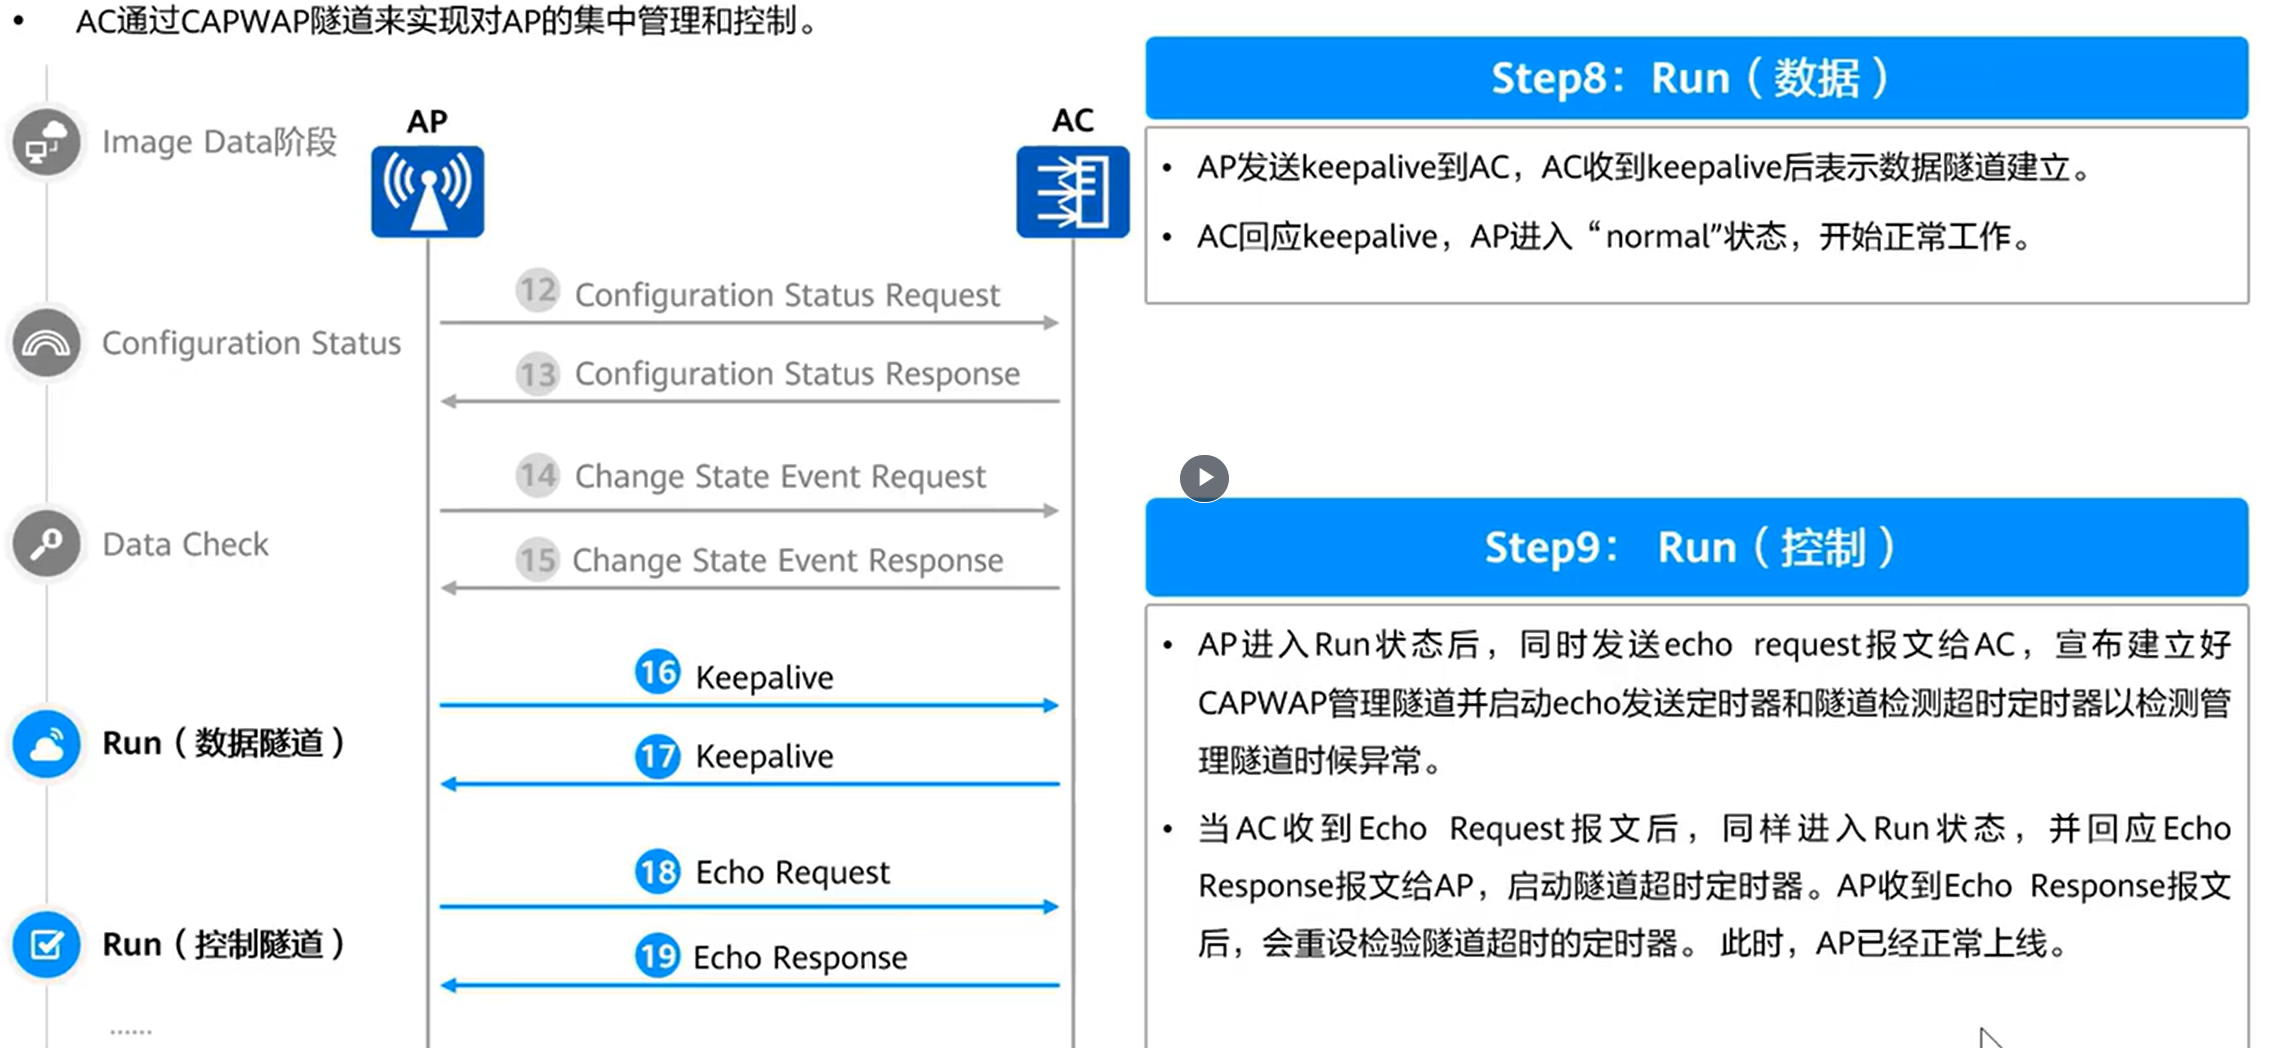 • AC通过CAPWAP隧道来实现对AP的集中管理和控制。
Image Data阶段
Configuration Status
Data Check
Run（数据隧道）
Run（控制隧道）
......
AP
AC
12 Configuration Status Request
13 Configuration Status Response
14 Change State Event Request
15 Change State Event Response
16 Keepalive
17 Keepalive
18 Echo Request
19 Echo Response
Step8：Run（数据）
• AP发送keepalive到AC，AC收到keepalive后表示数据隧道建立。
• AC回应keepalive，AP进入“normal”状态，开始正常工作。
Step9： Run（控制）
• AP进入Run状态后，同时发送echo request报文给AC，宣布建立好
CAPWAP管理隧道并启动echo发送定时器和隧道检测超时定时器以检测管
理隧道时候异常。
• 当AC收到Echo Request报文后，同样进入Run状态，并回应Echo
Response报文给AP，启动隧道超时定时器。AP收到Echo Response报文
后，会重设检验隧道超时的定时器。 此时，AP已经正常上线。